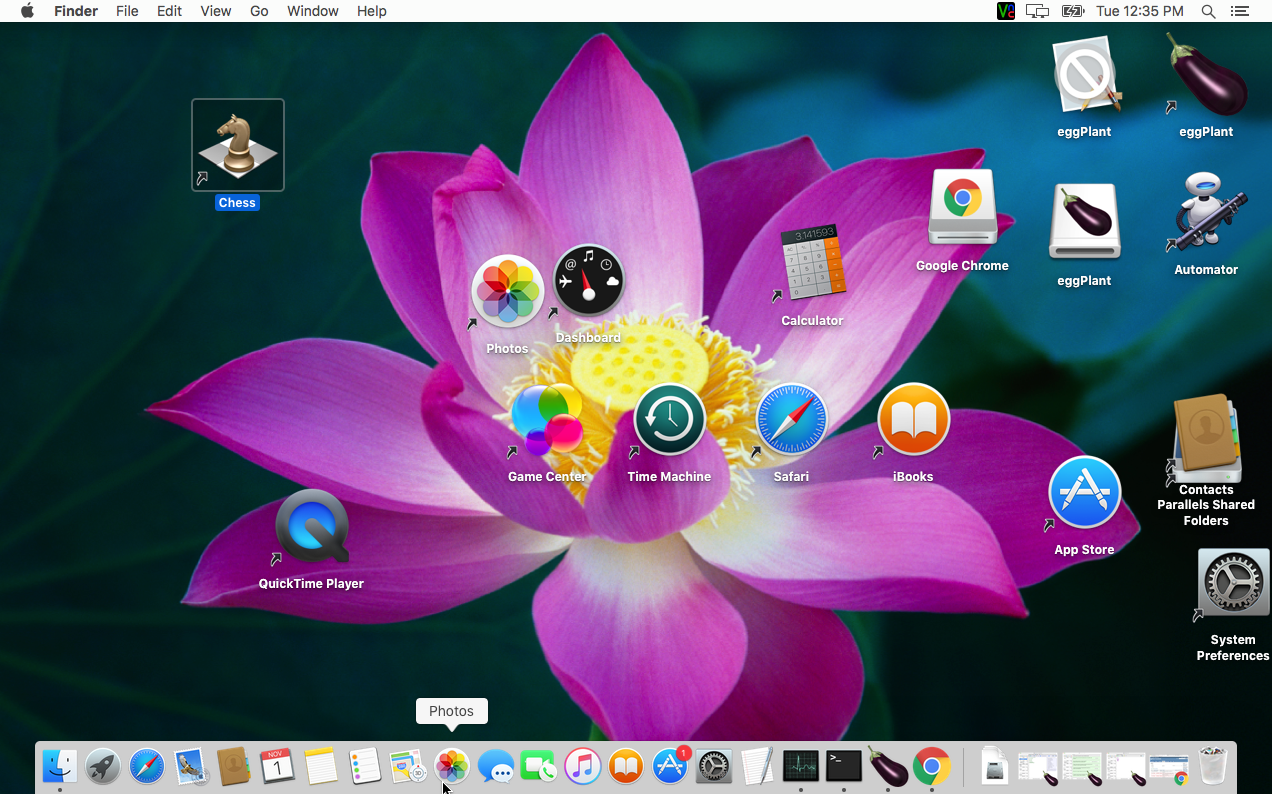 Finder File Edit View Go Window Help Tue 12:35 PM
eggPlant
eggPlant
Chess
Google Chrome
eggPlant
Automator
3.141593
Calculator
Photos
Dashboard
Game Center
Time Machine
Safari
iBooks
Contacts
Parallels Shared
Folders
App Store
QuickTime Player
System
Preferences
Photos
NOV
1
1